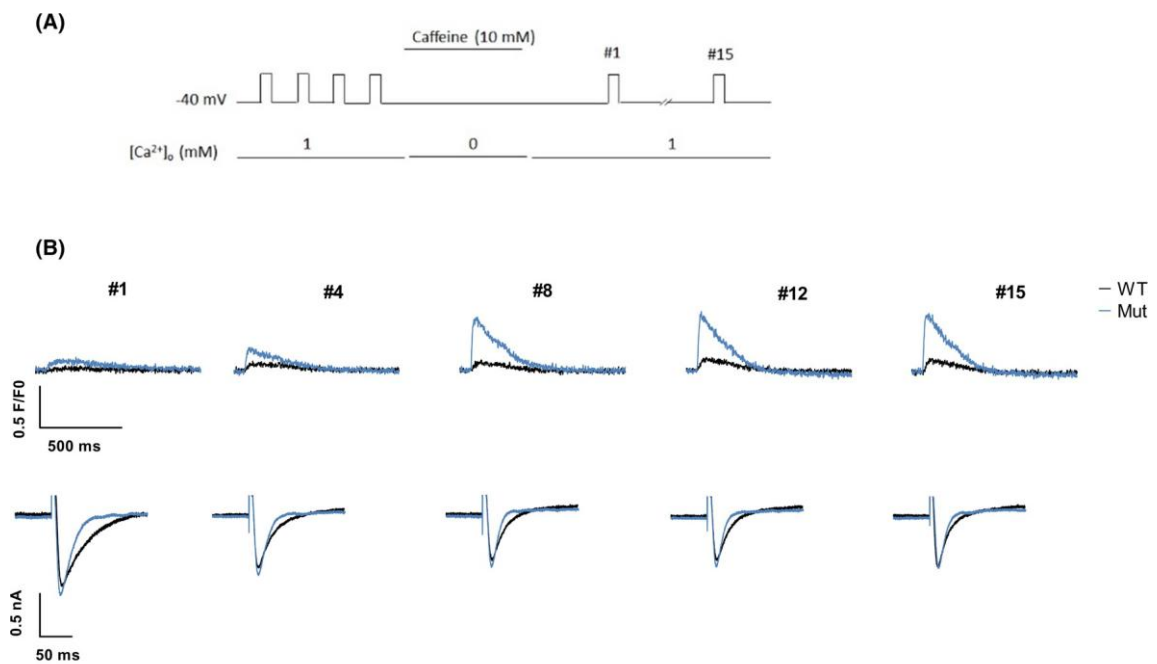 (A)
Caffeine (10 mM)
#1 #15
-40 mV
[Ca²⁺]ₒ (mM) 1 0 1
(B)
#1 #4 #8 #12 #15
WT
Mut
0.5 F/F0
500 ms
0.5 nA
50 ms